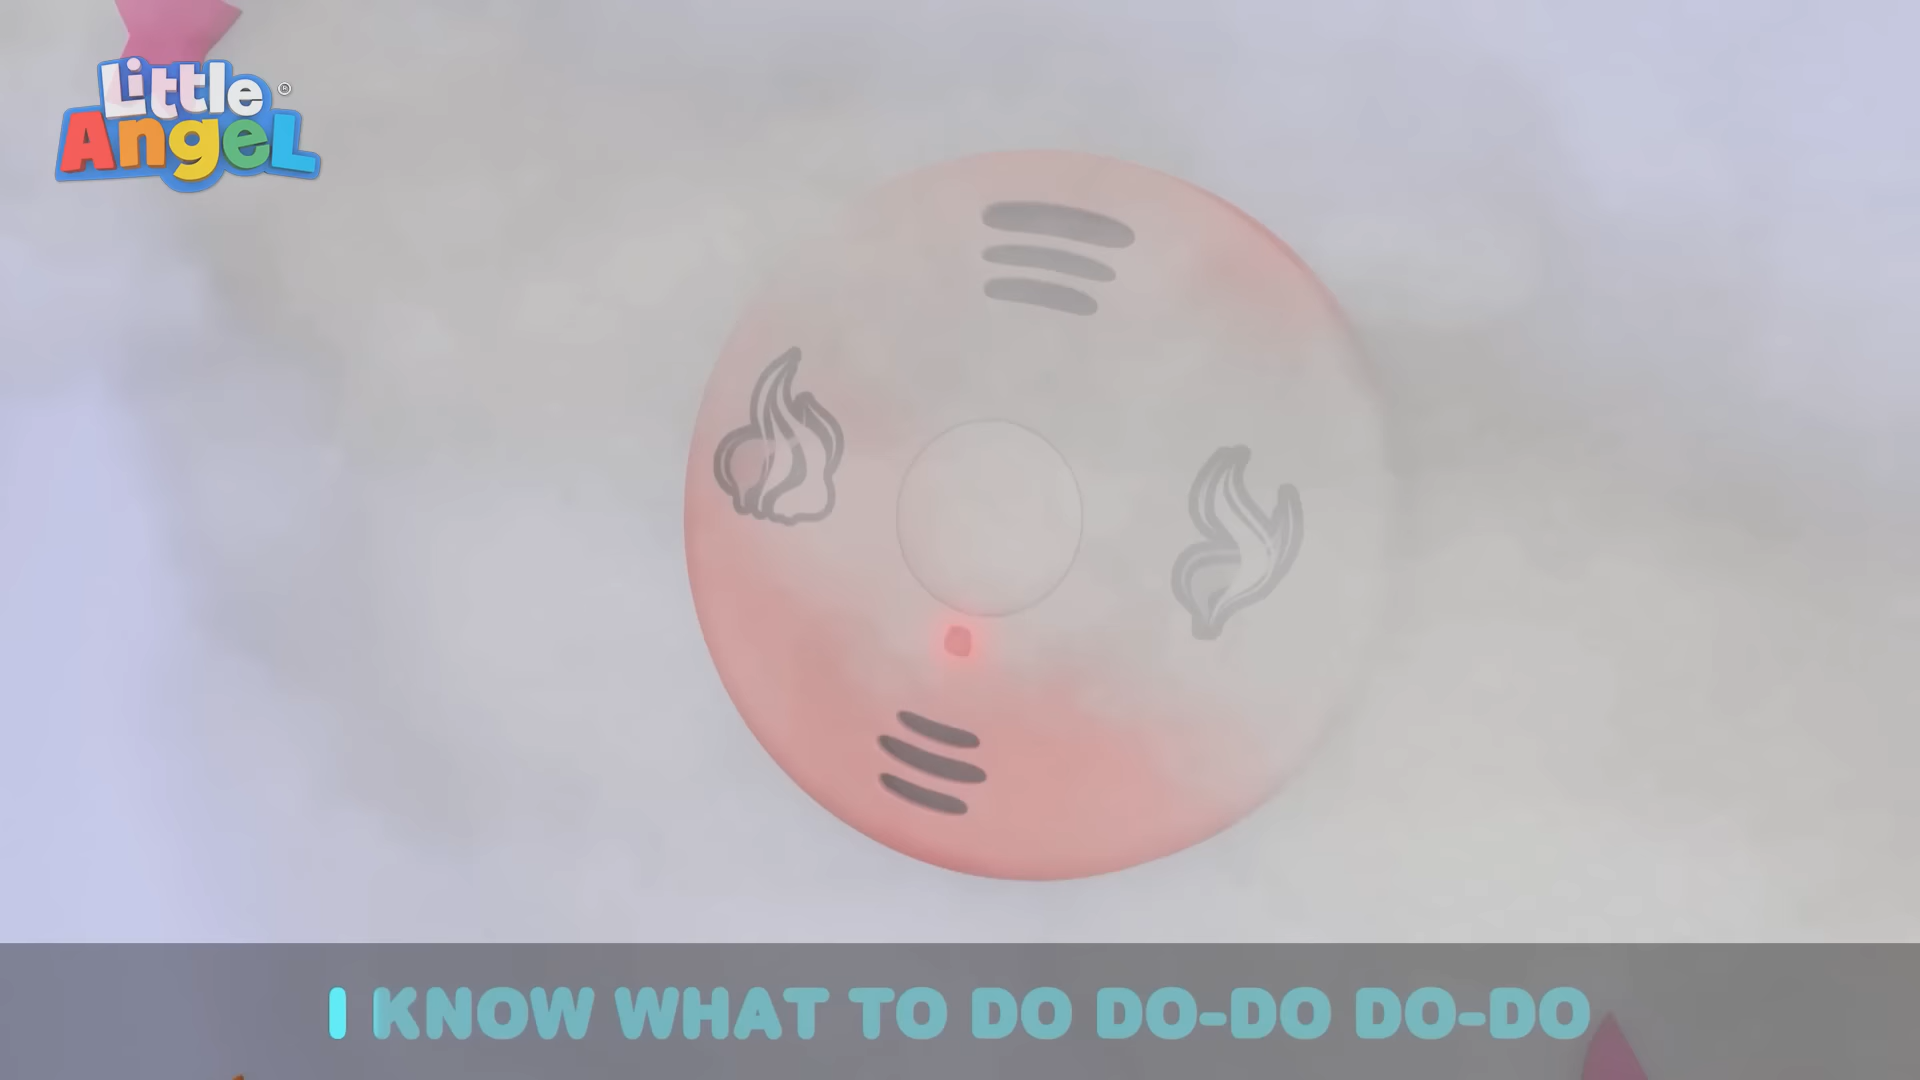 Little
Angel
®
I KNOW WHAT TO DO DO-DO DO-DO